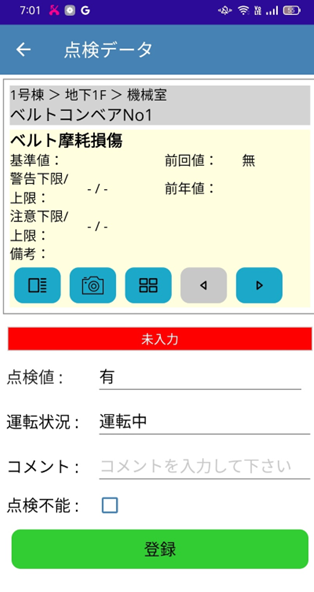 7:01
点検データ
1号棟 > 地下1F > 機械室
ベルトコンベアNo1
ベルト摩耗損傷
基準値：
前回値： 無
警告下限/
上限： - / -
前年値：
注意下限/
上限： - / -
備考：
未入力
点検値： 有
運転状況： 運転中
コメント： コメントを入力して下さい
点検不能：
登録